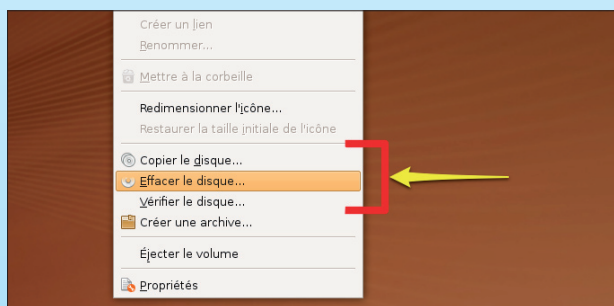 Créer un lien
Renommer...
Mettre à la corbeille
Redimensionner l'icône...
Restaurer la taille initiale de l'icône
Copier le disque...
Effacer le disque...
Vérifier le disque...
Créer une archive...
Éjecter le volume
Propriétés